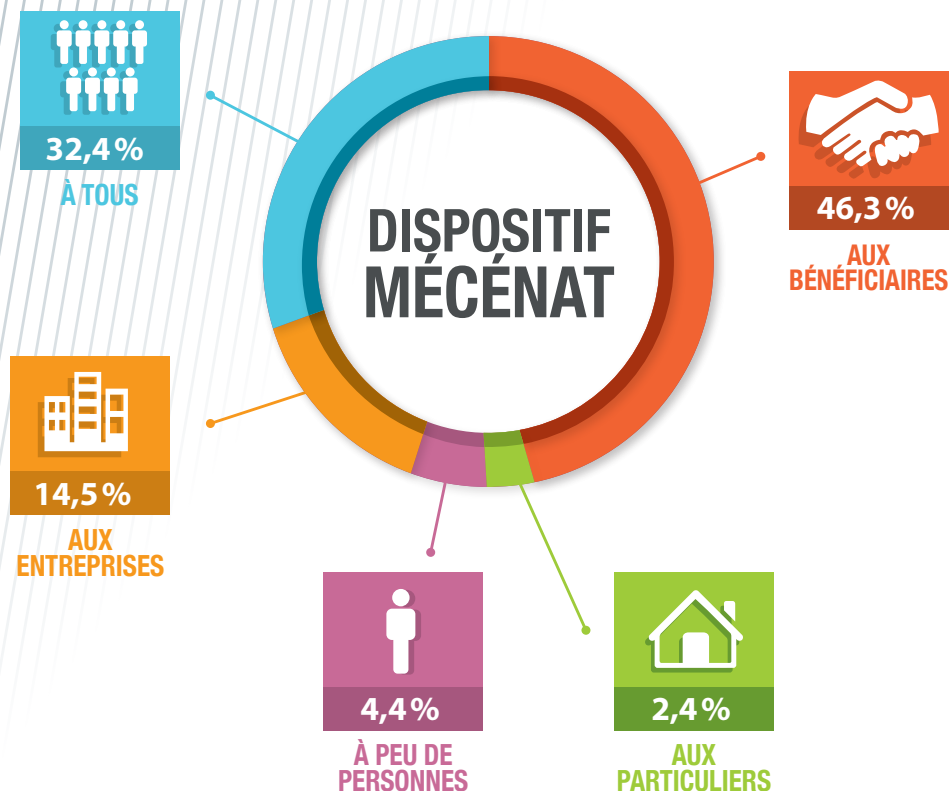 32,4 %
À TOUS
DISPOSITIF
MÉCÉNAT
46,3 %
AUX
BÉNÉFICIAIRES
14,5 %
AUX
ENTREPRISES
4,4 %
À PEU DE
PERSONNES
2,4 %
AUX
PARTICULIERS